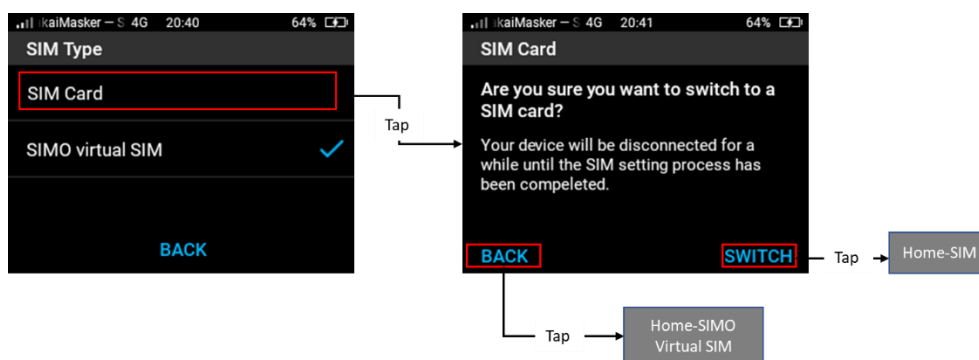 kaiMasker – S 4G 20:40 64%
SIM Type
SIM Card
SIMO virtual SIM
BACK
Tap
kaiMasker – S 4G 20:41 64%
SIM Card
Are you sure you want to switch to a
SIM card?
Your device will be disconnected for a
while until the SIM setting process has
been compeleted.
BACK
SWITCH
Tap
Home-SIM
Tap
Home-SIMO
Virtual SIM